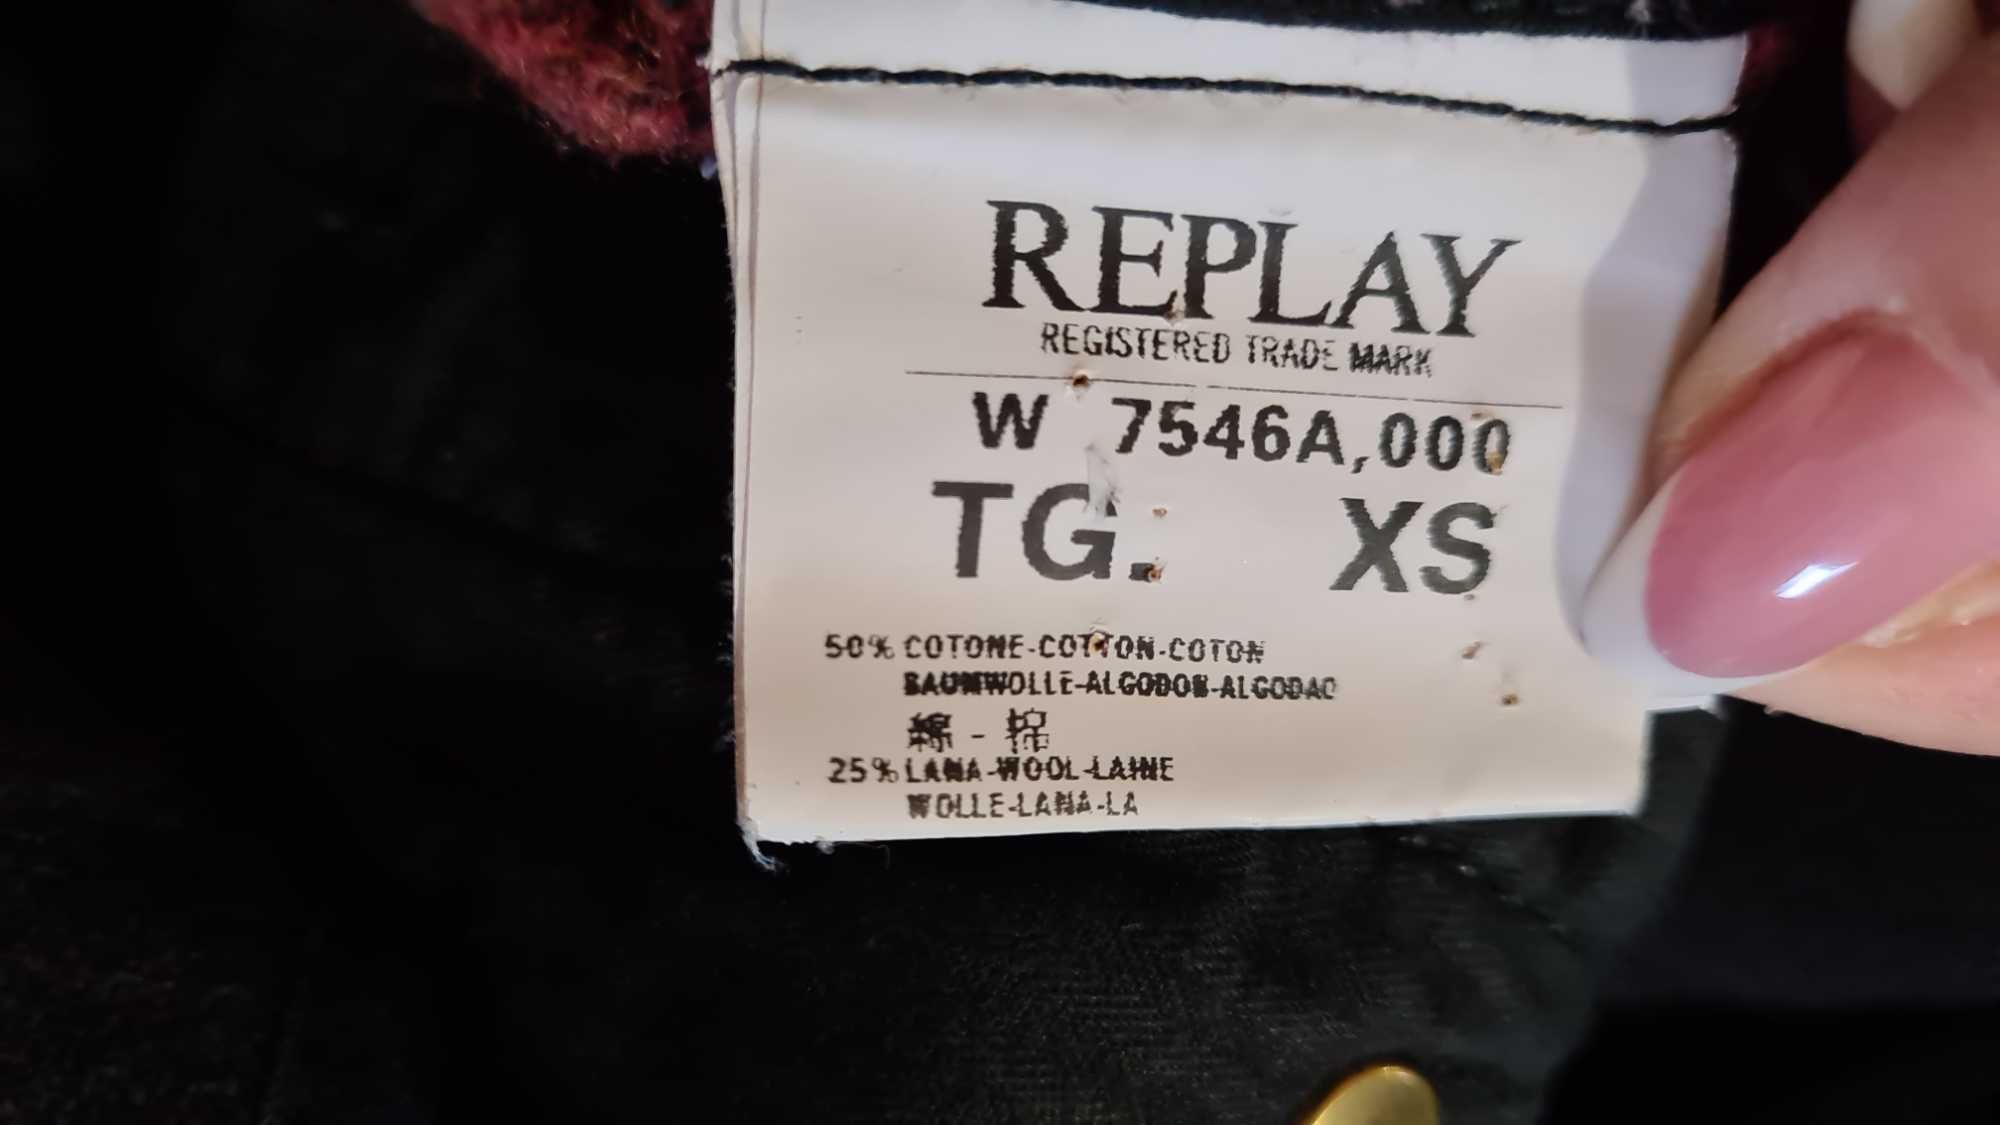 REPLAY
REGISTERED TRADE MARK
W 7546A,000
TG. XS
50% COTONE-COTTON-COTON
BAUMWOLLE-ALGODON-ALGODAO
綿 - 棉
25% LANA-WOOL-LAINE
WOLLE-LANA-LA